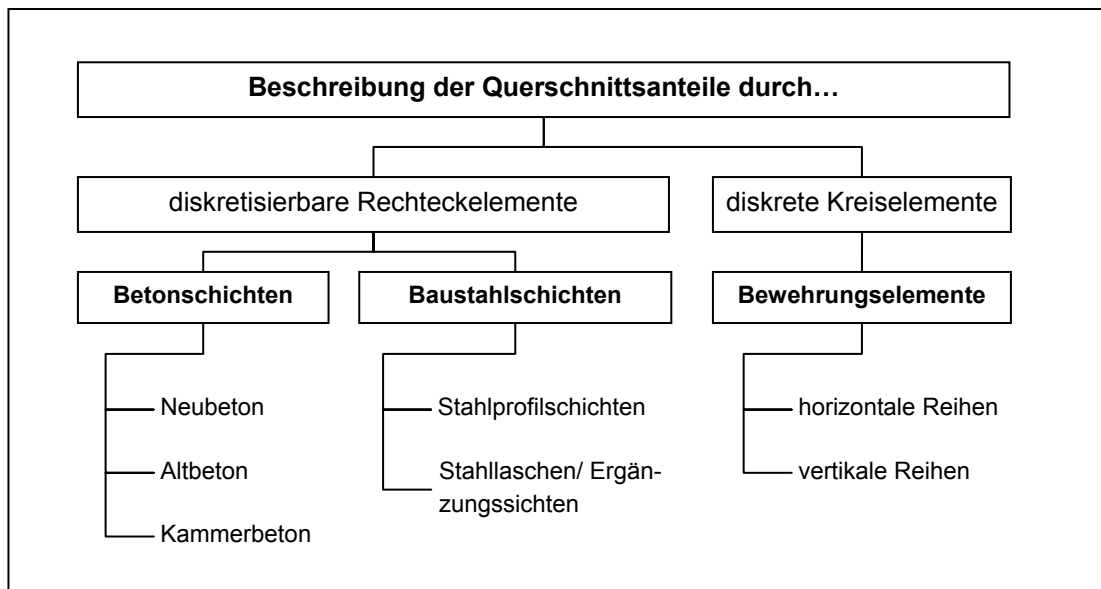 Beschreibung der Querschnittsanteile durch…
diskretisierbare Rechteckelemente
diskrete Kreiselemente
Betonschichten
Baustahlschichten
Bewehrungselemente
Neubeton
Altbeton
Kammerbeton
Stahlprofilschichten
Stahllaschen/ Ergän-
zungssichten
horizontale Reihen
vertikale Reihen